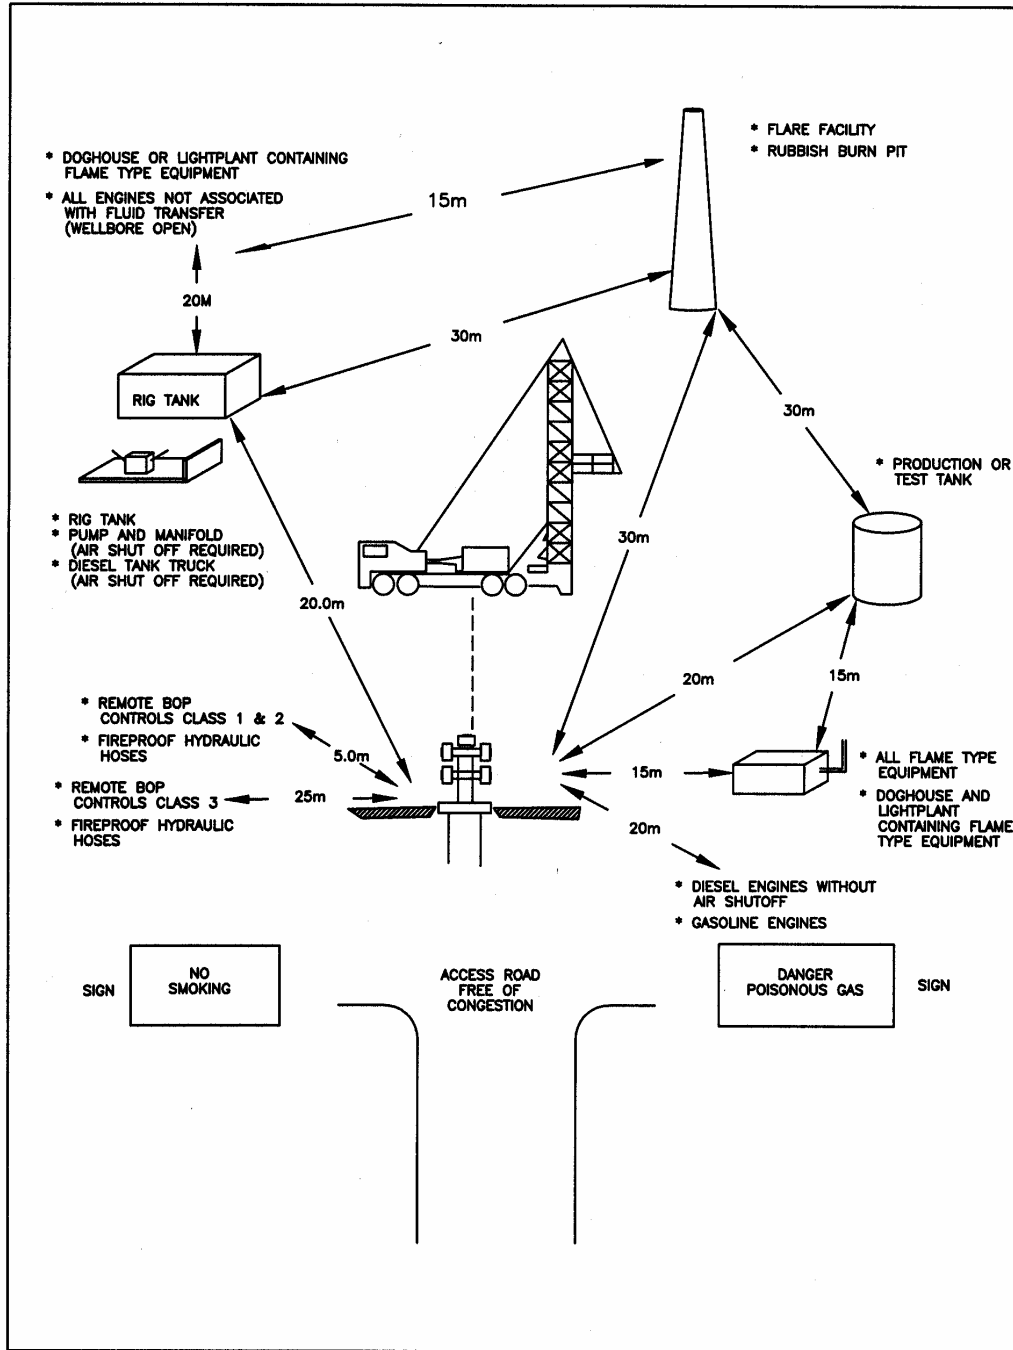 * FLARE FACILITY
* RUBBISH BURN PIT
* DOGHOUSE OR LIGHTPLANT CONTAINING
FLAME TYPE EQUIPMENT
* ALL ENGINES NOT ASSOCIATED
WITH FLUID TRANSFER
(WELLBORE OPEN)
15m
20M
30m
RIG TANK
30m
* PRODUCTION OR
TEST TANK
* RIG TANK
* PUMP AND MANIFOLD
(AIR SHUT OFF REQUIRED)
* DIESEL TANK TRUCK
(AIR SHUT OFF REQUIRED)
30m
20.0m
20m
15m
* REMOTE BOP
CONTROLS CLASS 1 & 2
* FIREPROOF HYDRAULIC
HOSES
5.0m
* REMOTE BOP
CONTROLS CLASS 3
* FIREPROOF HYDRAULIC
HOSES
25m
15m
* ALL FLAME TYPE
EQUIPMENT
* DOGHOUSE AND
LIGHTPLANT
CONTAINING FLAME
TYPE EQUIPMENT
20m
* DIESEL ENGINES WITHOUT
AIR SHUTOFF
* GASOLINE ENGINES
SIGN
NO
SMOKING
ACCESS ROAD
FREE OF
CONGESTION
DANGER
POISONOUS GAS
SIGN